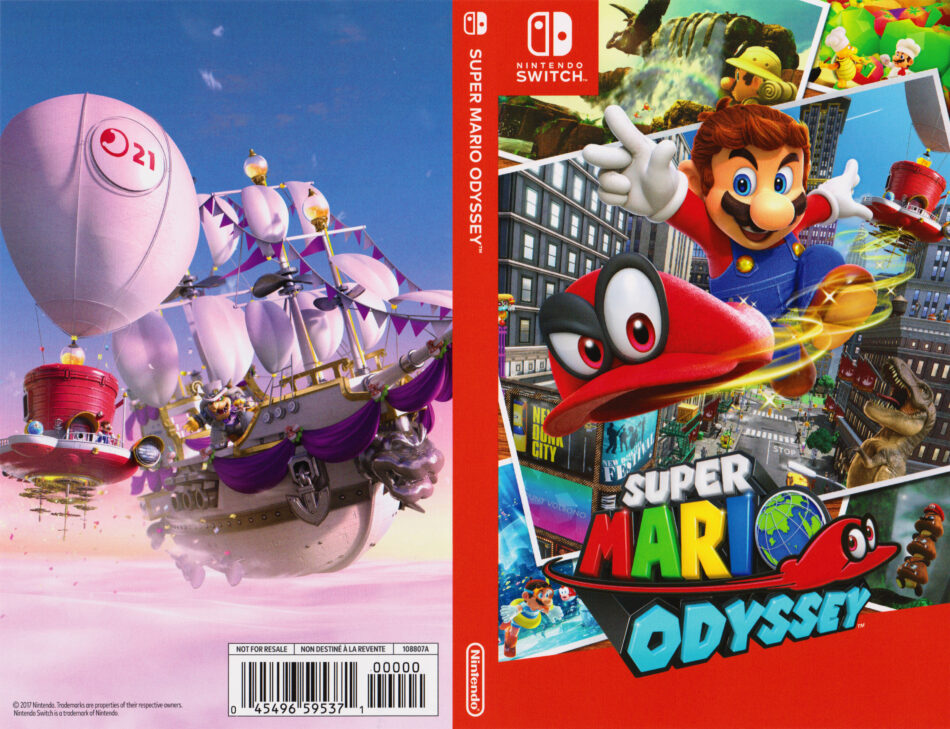 21
NOT FOR RESALE
NON DESTINÉ À LA REVENTE
108807A
00000
0 45496 59537 1
© 2017 Nintendo. Trademarks are properties of their respective owners.
Nintendo Switch is a trademark of Nintendo.
SUPER MARIO ODYSSEY™
Nintendo
NINTENDO
SWITCH™
NEW
DONK
CITY
FESTIVAL
STOP
SUPER
MARIO
ODYSSEY™